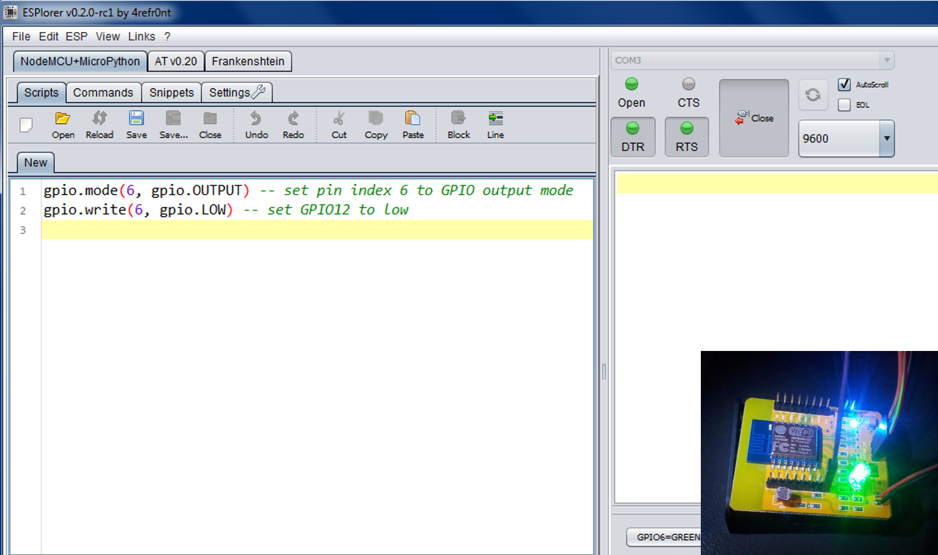 ESPlorer v0.2.0-rc1 by 4refr0nt
File Edit ESP View Links ?
NodeMCU+MicroPython AT v0.20 Frankenshtein
Scripts Commands Snippets Settings
Open Reload Save Save... Close Undo Redo Cut Copy Paste Block Line
New
1 gpio.mode(6, gpio.OUTPUT) -- set pin index 6 to GPIO output mode
2 gpio.write(6, gpio.LOW) -- set GPIO12 to low
3
COM3
Open CTS
DTR RTS
Close
AutoScroll
EOL
9600
GPIO6=GREEN